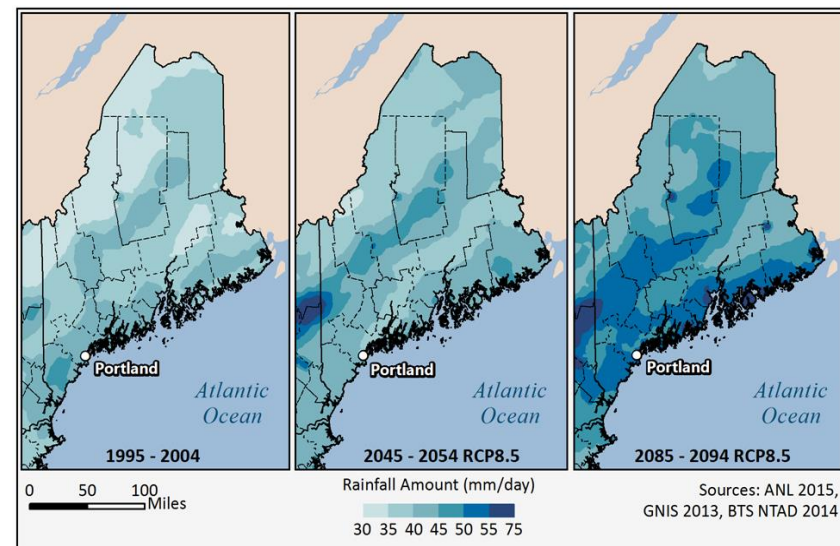 Portland
Atlantic
Ocean
1995 - 2004
Portland
Atlantic
Ocean
2045 - 2054 RCP8.5
Portland
Atlantic
Ocean
2085 - 2094 RCP8.5
0 50 100
Miles
Rainfall Amount (mm/day)
30 35 40 45 50 55 75
Sources: ANL 2015,
GNIS 2013, BTS NTAD 2014